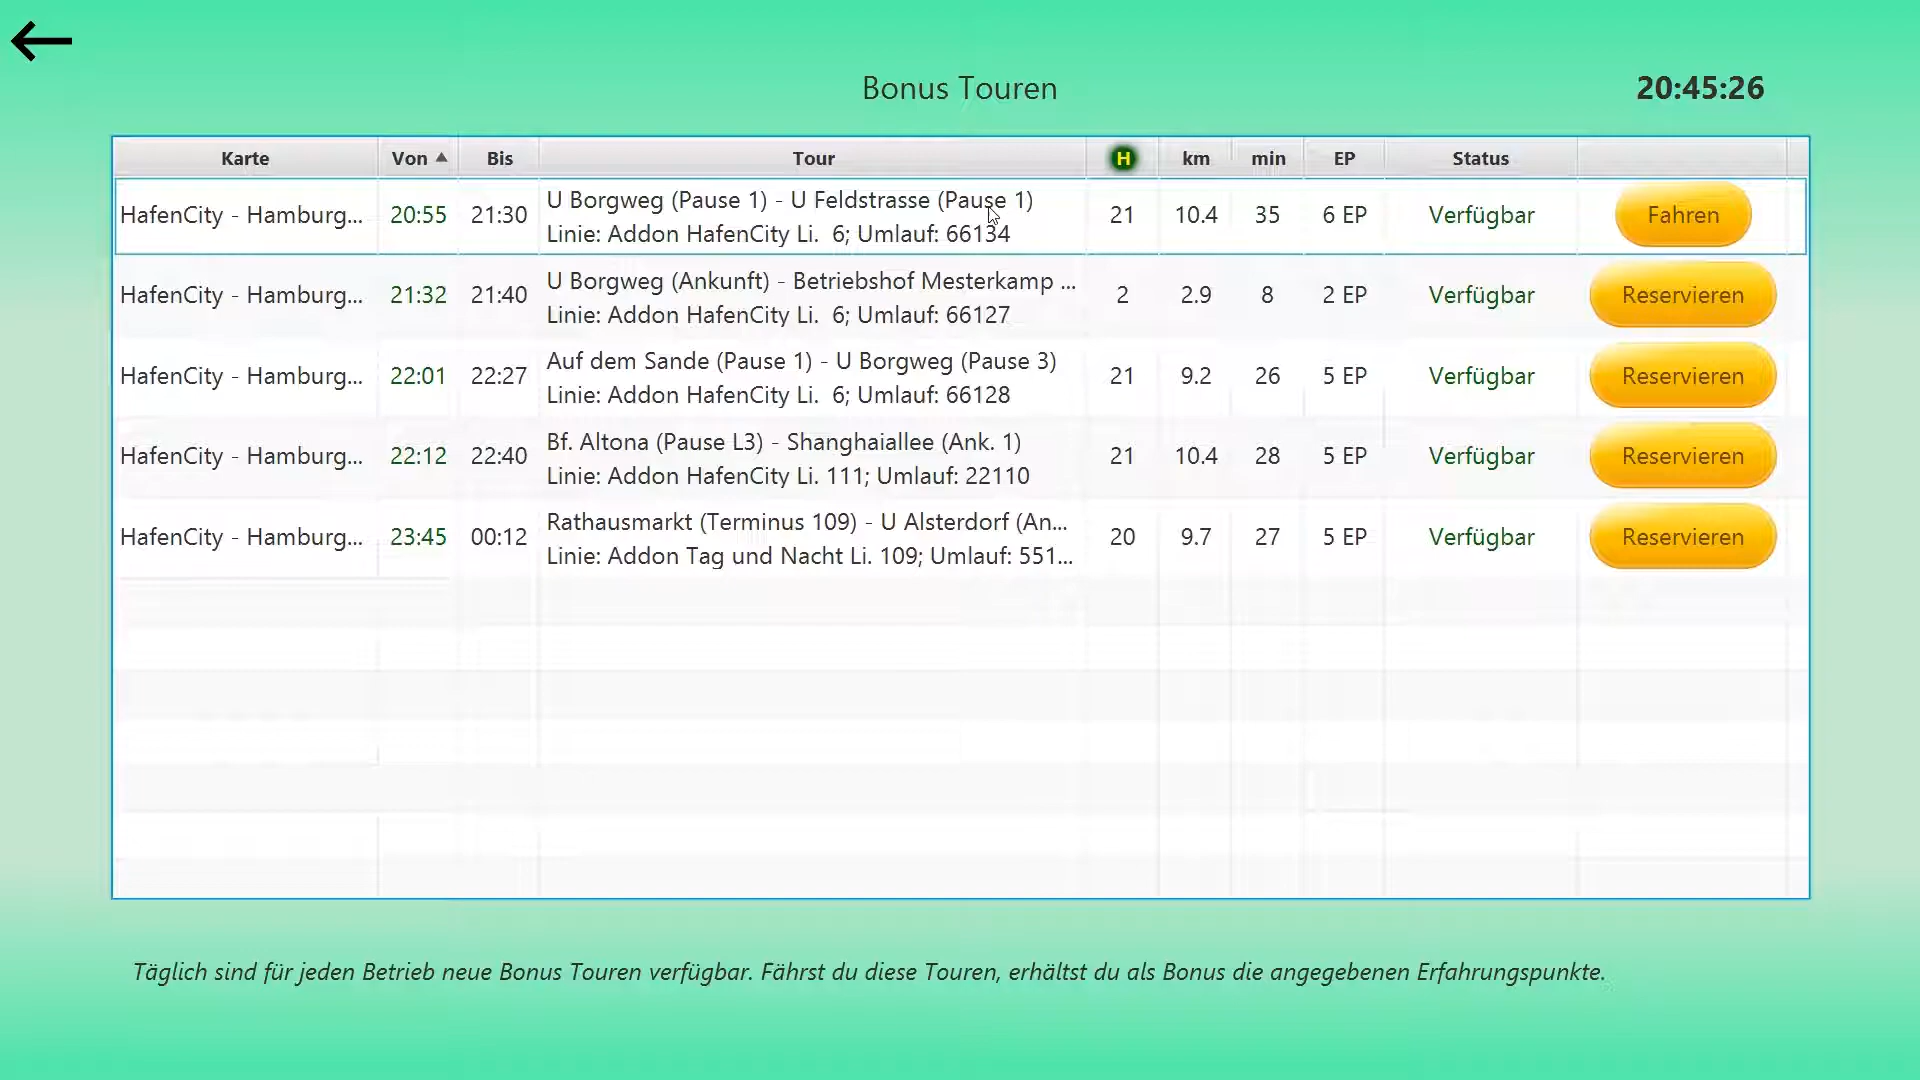 Bonus Touren
20:45:26
Karte Von Bis Tour H km min EP Status
HafenCity - Hamburg... 20:55 21:30 U Borgweg (Pause 1) - U Feldstrasse (Pause 1) 21 10.4 35 6 EP Verfügbar Fahren
Linie: Addon HafenCity Li. 6; Umlauf: 66134
HafenCity - Hamburg... 21:32 21:40 U Borgweg (Ankunft) - Betriebshof Mesterkamp ... 2 2.9 8 2 EP Verfügbar Reservieren
Linie: Addon HafenCity Li. 6; Umlauf: 66127
HafenCity - Hamburg... 22:01 22:27 Auf dem Sande (Pause 1) - U Borgweg (Pause 3) 21 9.2 26 5 EP Verfügbar Reservieren
Linie: Addon HafenCity Li. 6; Umlauf: 66128
HafenCity - Hamburg... 22:12 22:40 Bf. Altona (Pause L3) - Shanghaiallee (Ank. 1) 21 10.4 28 5 EP Verfügbar Reservieren
Linie: Addon HafenCity Li. 111; Umlauf: 22110
HafenCity - Hamburg... 23:45 00:12 Rathausmarkt (Terminus 109) - U Alsterdorf (An... 20 9.7 27 5 EP Verfügbar Reservieren
Linie: Addon Tag und Nacht Li. 109; Umlauf: 551...
Täglich sind für jeden Betrieb neue Bonus Touren verfügbar. Fährst du diese Touren, erhältst du als Bonus die angegebenen Erfahrungspunkte.